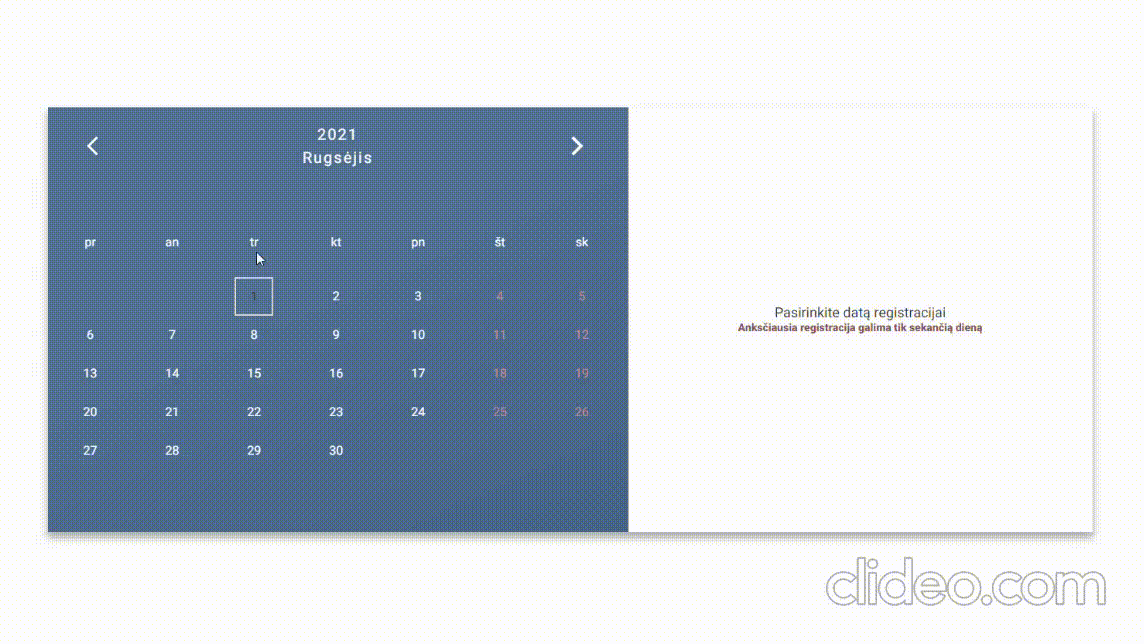 2021
Rugsėjis
pr an tr kt pn št sk
1 2 3 4 5
6 7 8 9 10 11 12
13 14 15 16 17 18 19
20 21 22 23 24 25 26
27 28 29 30
Pasirinkite datą registracijai
Anksčiausia registracija galima tik sekančią dieną
clideo.com